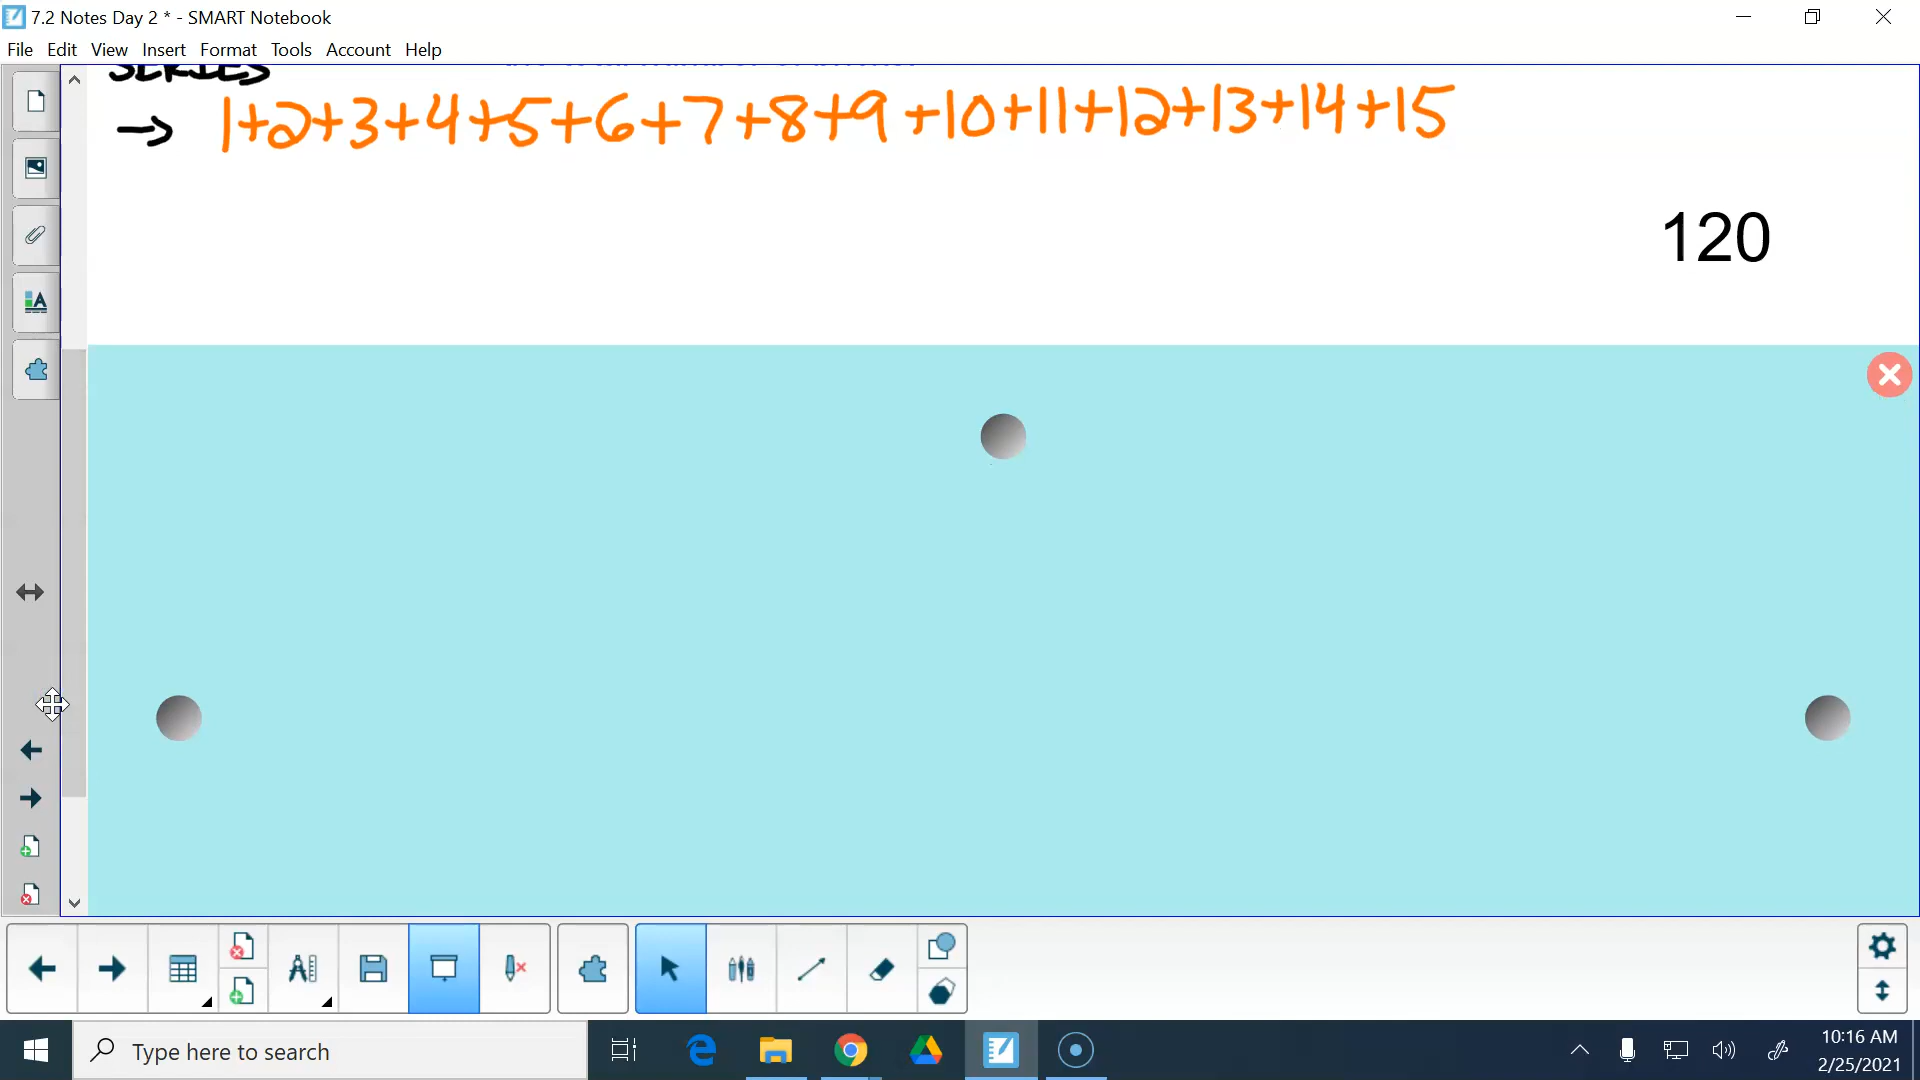 7.2 Notes Day 2 * - SMART Notebook
File Edit View Insert Format Tools Account Help
SERIES
→ 1+2+3+4+5+6+7+8+9+10+11+12+13+14+15
120
Type here to search
10:16 AM
2/25/2021